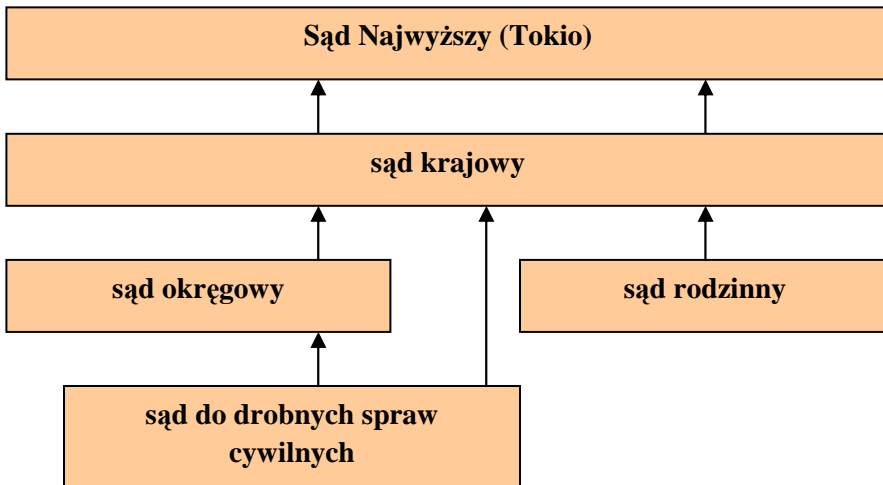 Sąd Najwyższy (Tokio)
sąd krajowy
sąd okręgowy
sąd rodzinny
sąd do drobnych spraw
cywilnych